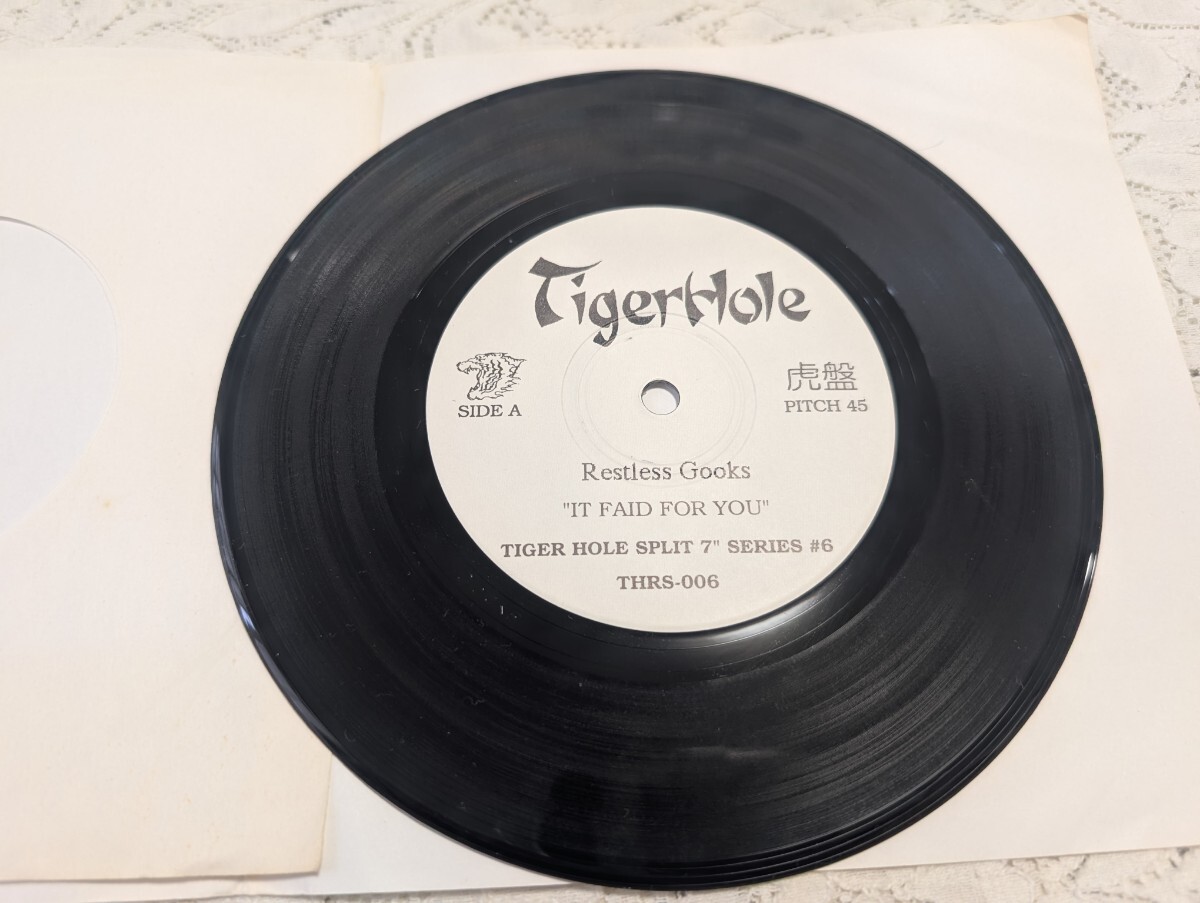 TigerHole
SIDE A
虎盤
PITCH 45
Restless Gooks
"IT FAID FOR YOU"
TIGER HOLE SPLIT 7" SERIES #6
THRS-006